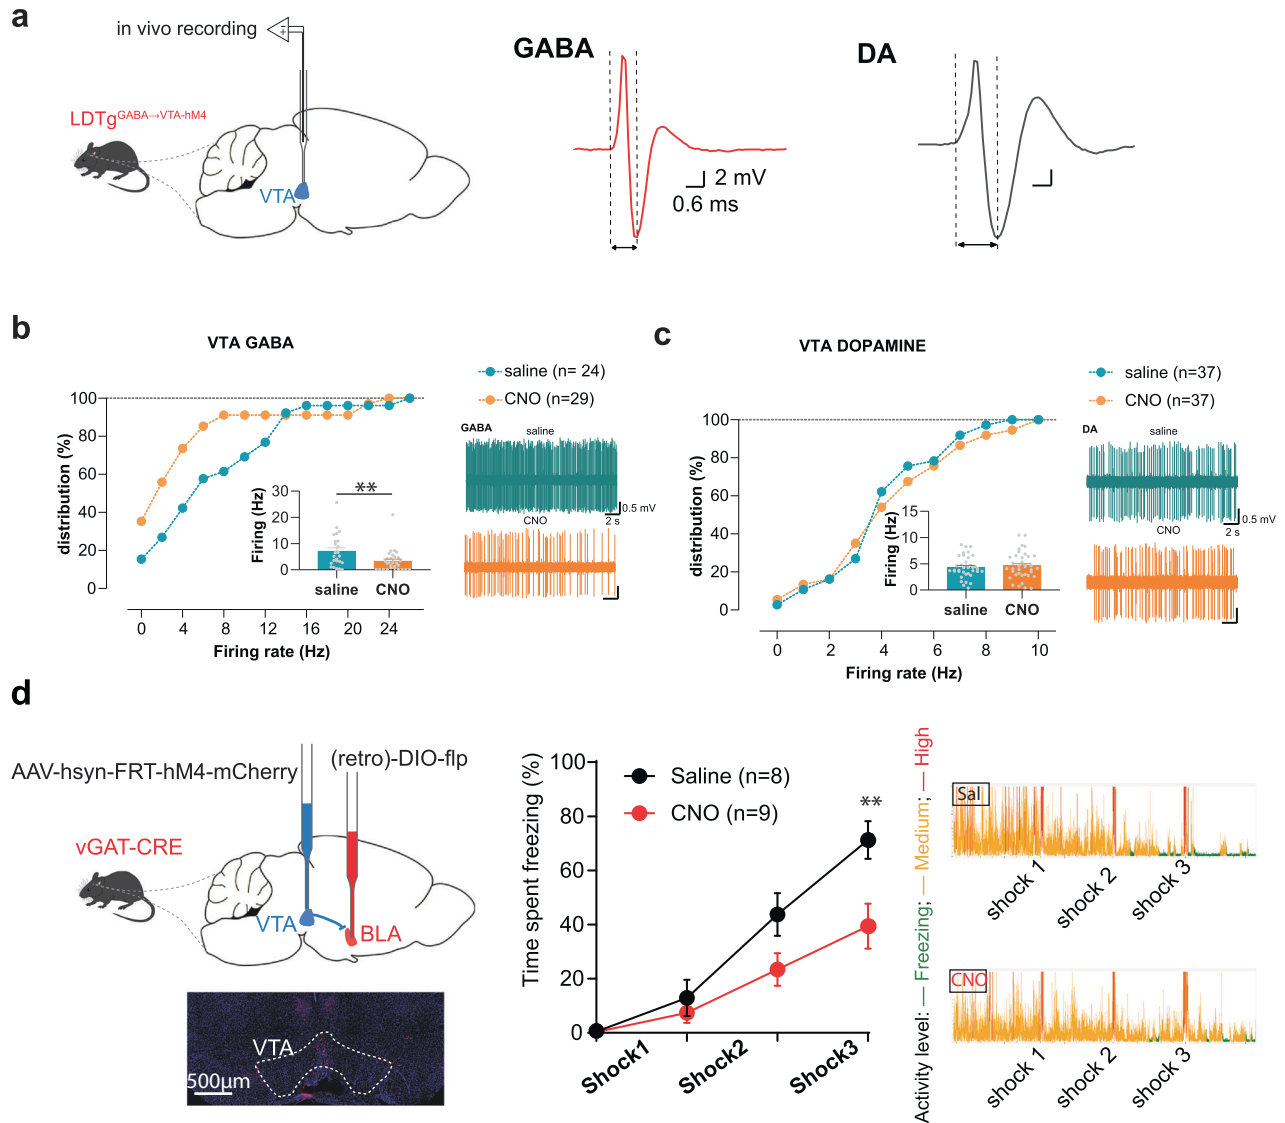 a
in vivo recording
LDTgGABA→VTA-hM4
VTA
GABA
2 mV
0.6 ms
DA
b
VTA GABA
saline (n= 24)
CNO (n=29)
distribution (%)
100
80
60
40
20
0
0 4 8 12 16 20 24
Firing rate (Hz)
Firing (Hz)
30
20
10
0
**
saline CNO
GABA
saline
0.5 mV
2 s
CNO
c
VTA DOPAMINE
saline (n=37)
CNO (n=37)
distribution (%)
100
80
60
40
20
0
0 2 4 6 8 10
Firing rate (Hz)
Firing (Hz)
15
10
5
0
saline CNO
DA
saline
0.5 mV
2 s
CNO
d
AAV-hsyn-FRT-hM4-mCherry
(retro)-DIO-flp
vGAT-CRE
VTA
BLA
VTA
500µm
Time spent freezing (%)
100
80
60
40
20
0
Saline (n=8)
CNO (n=9)
**
Shock1
Shock2
Shock3
Activity level: — Freezing; — Medium; — High
Sal
shock 1
shock 2
shock 3
CNO
shock 1
shock 2
shock 3